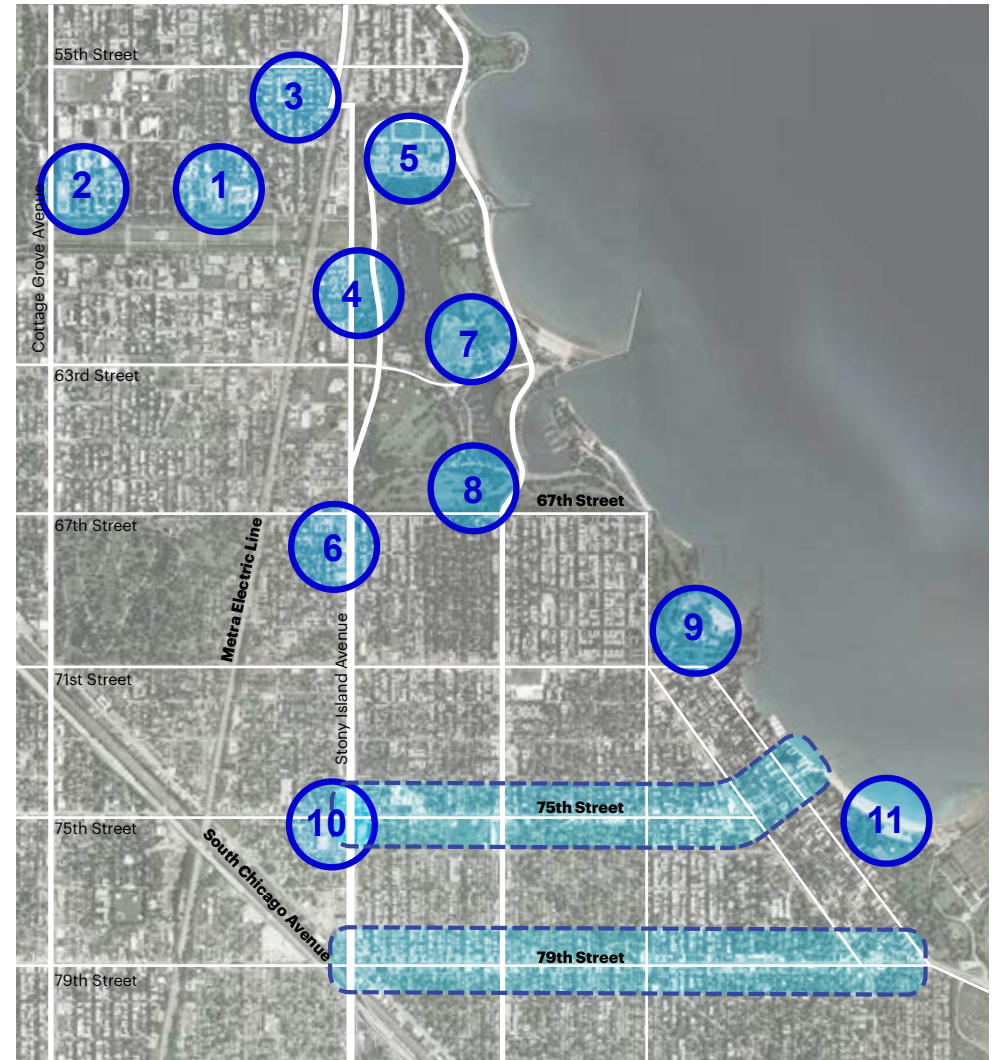 55th Street
3
5
2
1
Cottage Grove Avenue
4
7
63rd Street
8
67th Street
67th Street
6
Metra Electric Line
9
71st Street
Stony Island Avenue
75th Street
10
11
75th Street
South Chicago Avenue
79th Street
79th Street